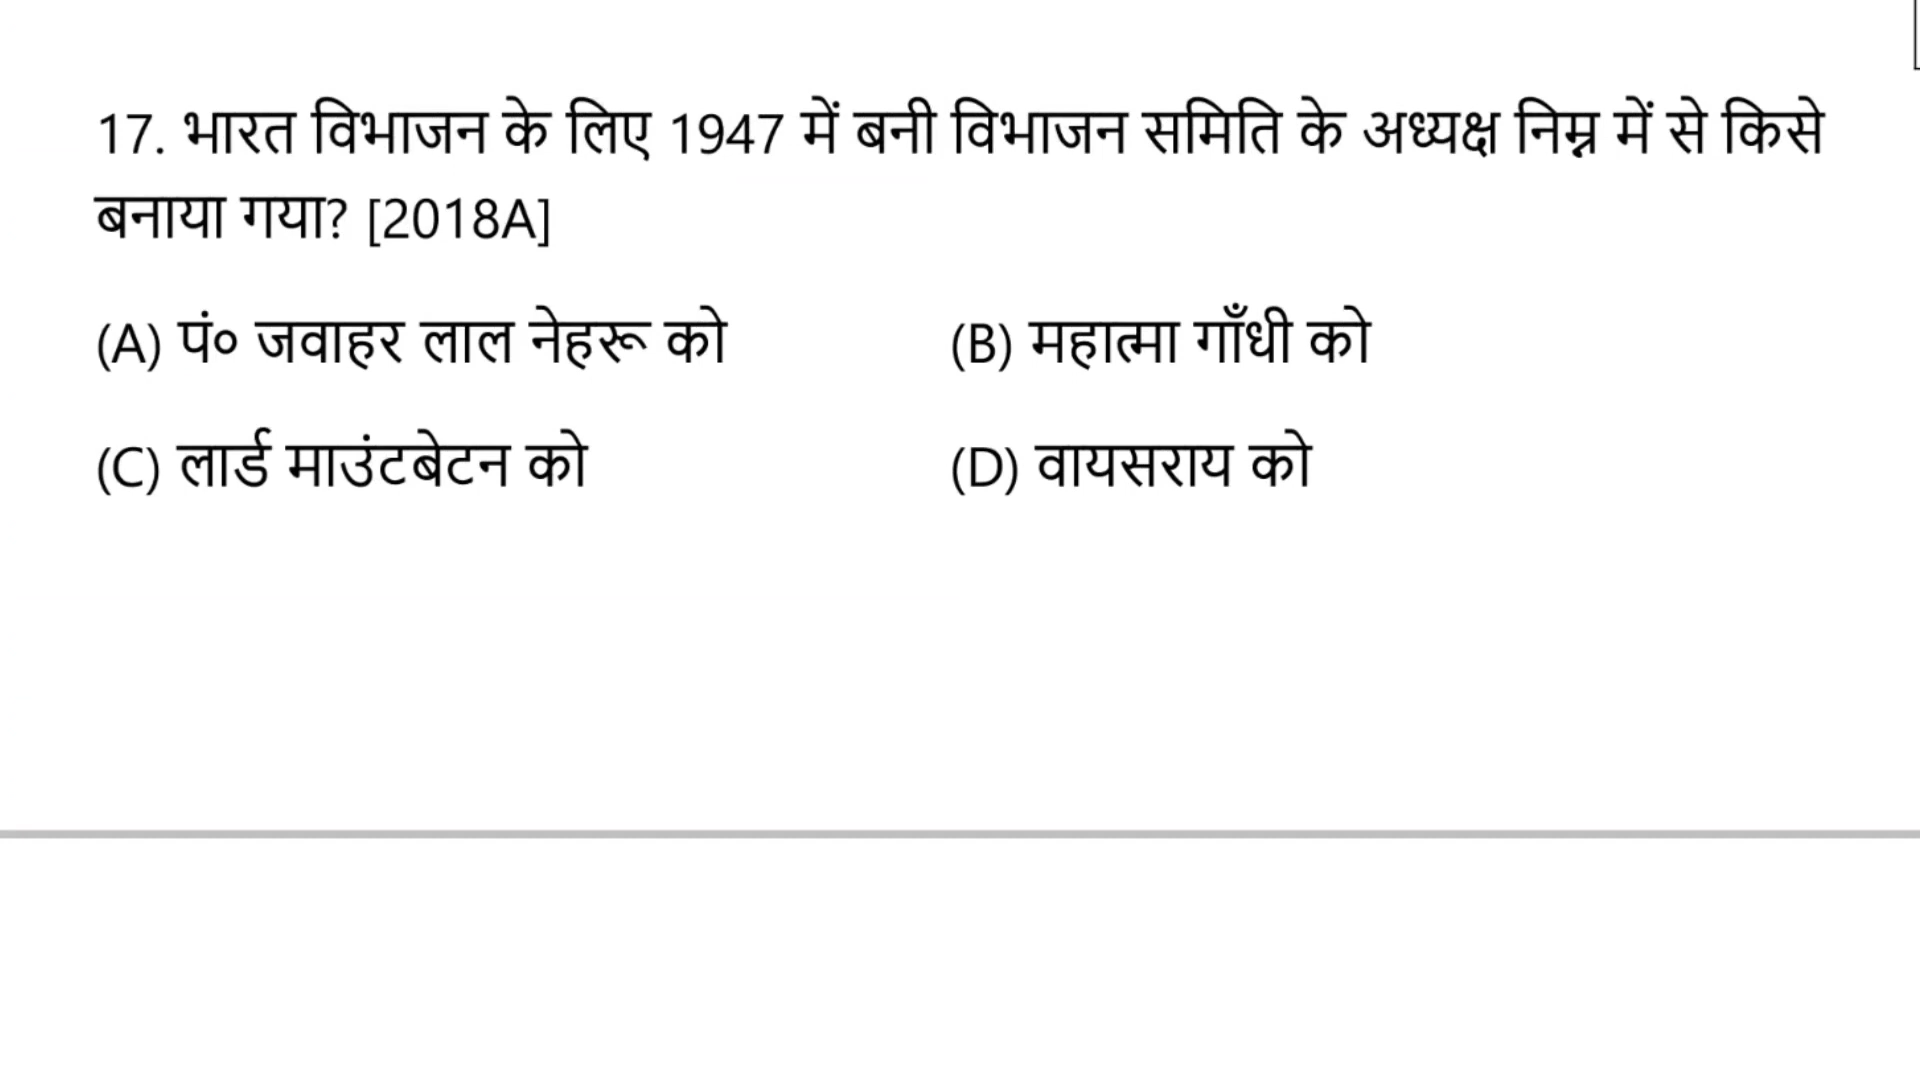 17. भारत विभाजन के लिए 1947 में बनी विभाजन समिति के अध्यक्ष निम्न में से किसे
बनाया गया? [2018A]
(A) पं० जवाहर लाल नेहरू को (B) महात्मा गाँधी को
(C) लार्ड माउंटबेटन को (D) वायसराय को